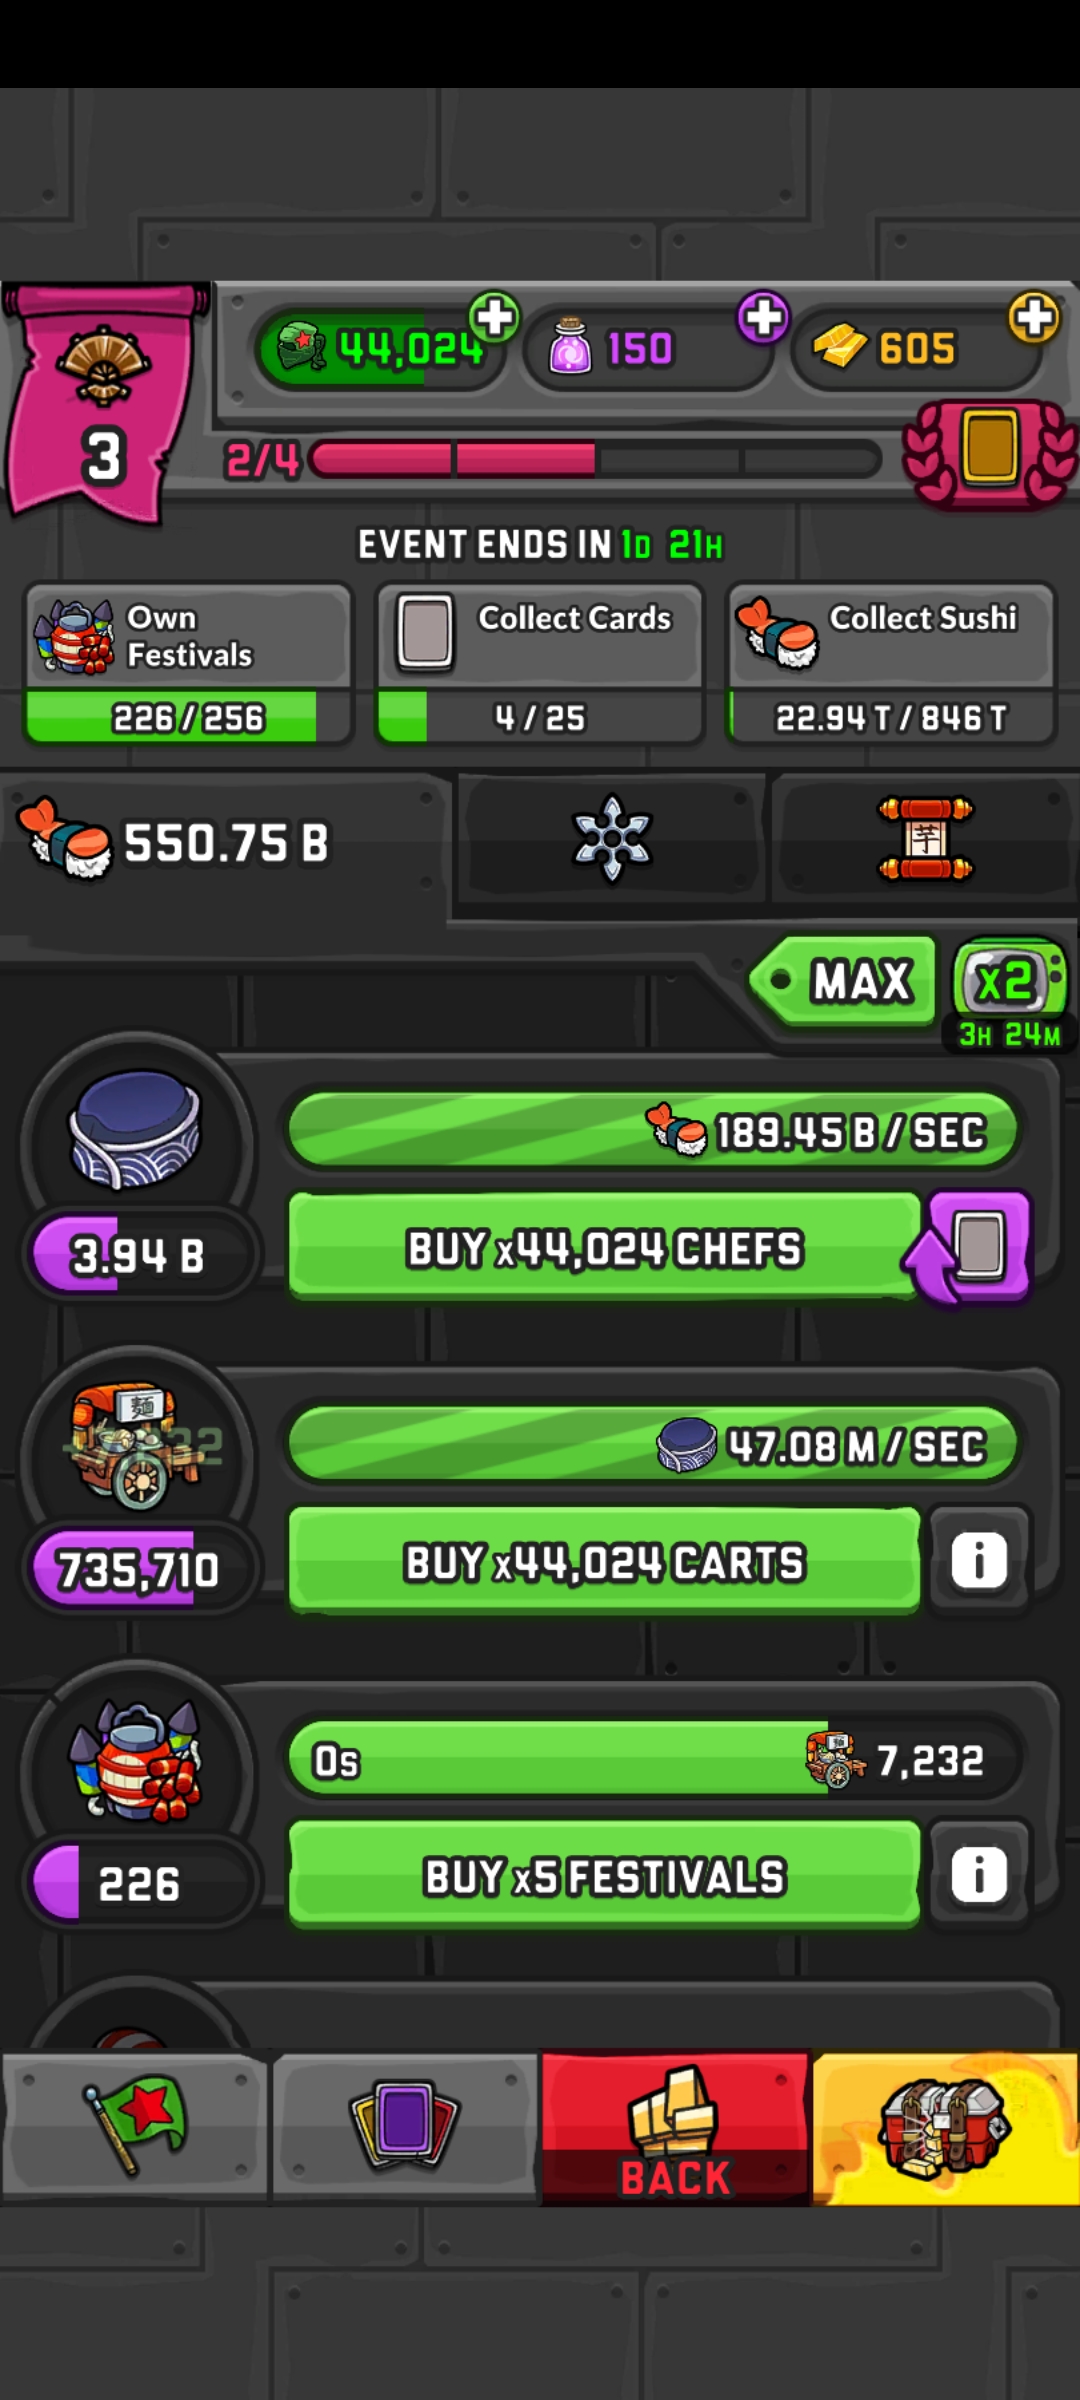 44,024
150
605
3
2/4
EVENT ENDS IN 1D 21H
Own
Festivals
226 / 256
Collect Cards
4 / 25
Collect Sushi
22.94 T / 846 T
550.75 B
芋
MAX
x2
3H 24M
189.45 B / SEC
3.94 B
BUY x44,024 CHEFS
麺
47.08 M / SEC
735,710
BUY x44,024 CARTS
i
0s
7,232
226
BUY x5 FESTIVALS
i
BACK